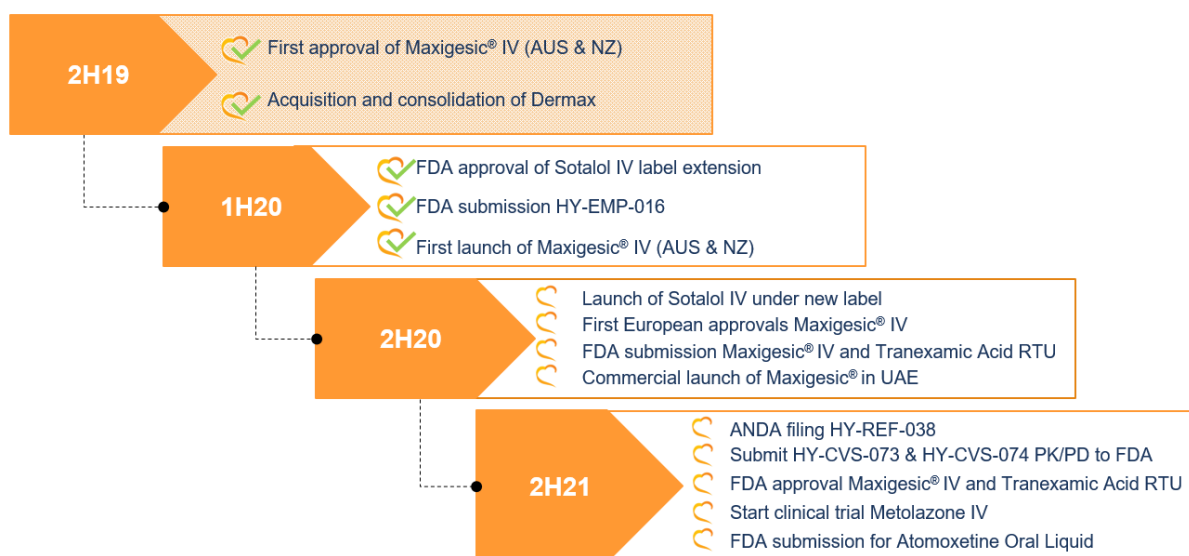 2H19
First approval of Maxigesic® IV (AUS & NZ)
Acquisition and consolidation of Dermax
1H20
FDA approval of Sotalol IV label extension
FDA submission HY-EMP-016
First launch of Maxigesic® IV (AUS & NZ)
2H20
Launch of Sotalol IV under new label
First European approvals Maxigesic® IV
FDA submission Maxigesic® IV and Tranexamic Acid RTU
Commercial launch of Maxigesic® in UAE
2H21
ANDA filing HY-REF-038
Submit HY-CVS-073 & HY-CVS-074 PK/PD to FDA
FDA approval Maxigesic® IV and Tranexamic Acid RTU
Start clinical trial Metolazone IV
FDA submission for Atomoxetine Oral Liquid